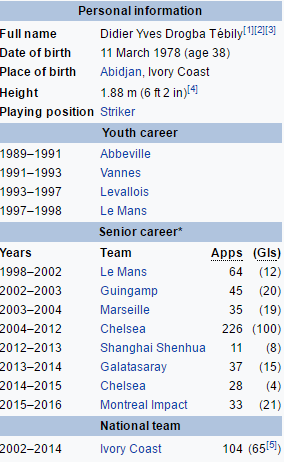 Personal information
Full name Didier Yves Drogba Tébily[1][2][3]
Date of birth 11 March 1978 (age 38)
Place of birth Abidjan, Ivory Coast
Height 1.88 m (6 ft 2 in)[4]
Playing position Striker
Youth career
1989–1991 Abbeville
1991–1993 Vannes
1993–1997 Levallois
1997–1998 Le Mans
Senior career*
Years Team Apps (Gls)
1998–2002 Le Mans 64 (12)
2002–2003 Guingamp 45 (20)
2003–2004 Marseille 35 (19)
2004–2012 Chelsea 226 (100)
2012–2013 Shanghai Shenhua 11 (8)
2013–2014 Galatasaray 37 (15)
2014–2015 Chelsea 28 (4)
2015–2016 Montreal Impact 33 (21)
National team
2002–2014 Ivory Coast 104 (65[5])